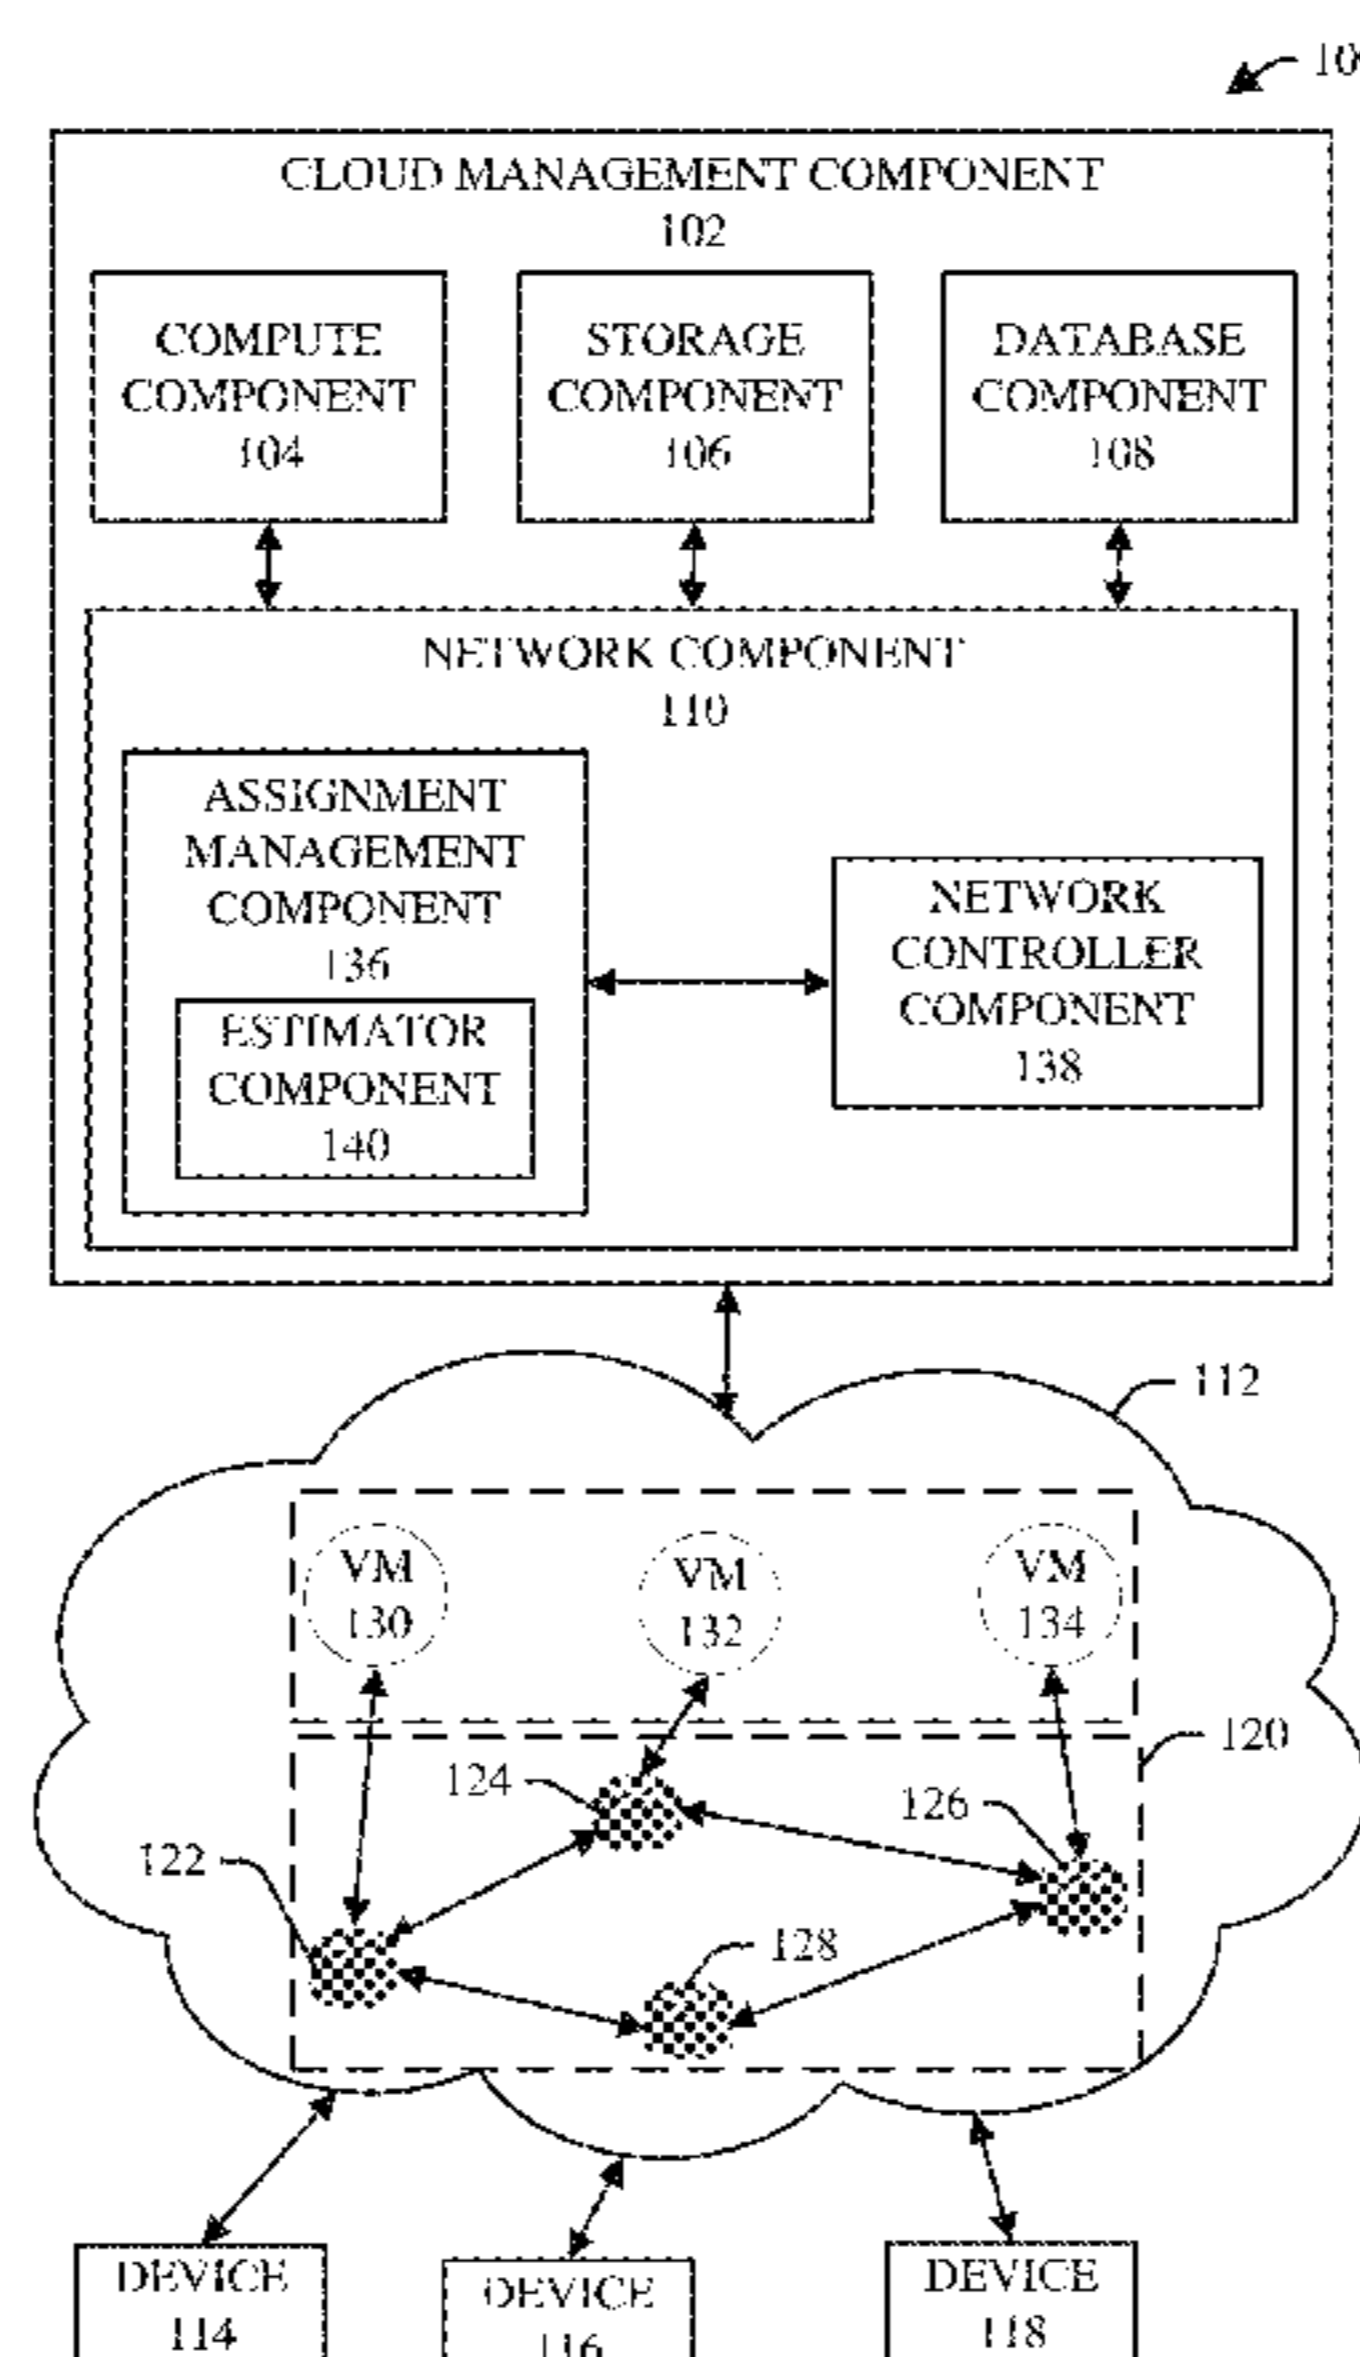 CLOUD MANAGEMENT COMPONENT
102
COMPUTE
COMPONENT
104
STORAGE
COMPONENT
106
DATABASE
COMPONENT
108
NETWORK COMPONENT
110
ASSIGNMENT
MANAGEMENT
COMPONENT
136
ESTIMATOR
COMPONENT
140
NETWORK
CONTROLLER
COMPONENT
138
112
VM
130
VM
132
VM
134
120
124
126
122
128
DEVICE
114
DEVICE
116
DEVICE
118